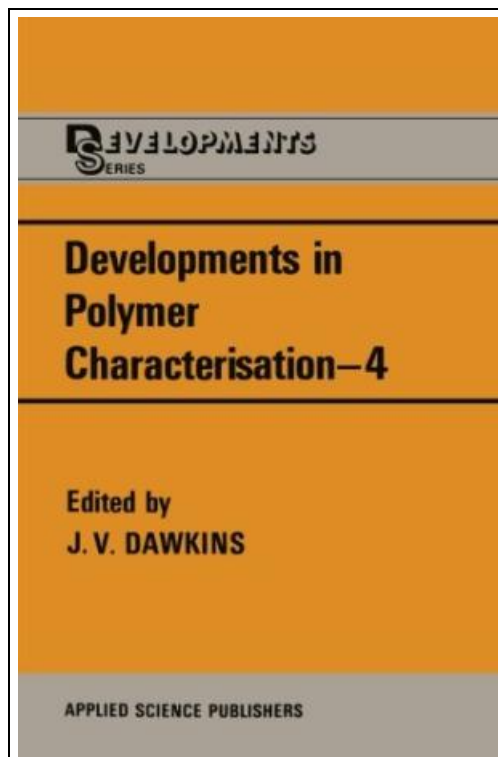 DEVELOPMENTS
SERIES
Developments in
Polymer
Characterisation–4
Edited by
J. V. DAWKINS
APPLIED SCIENCE PUBLISHERS